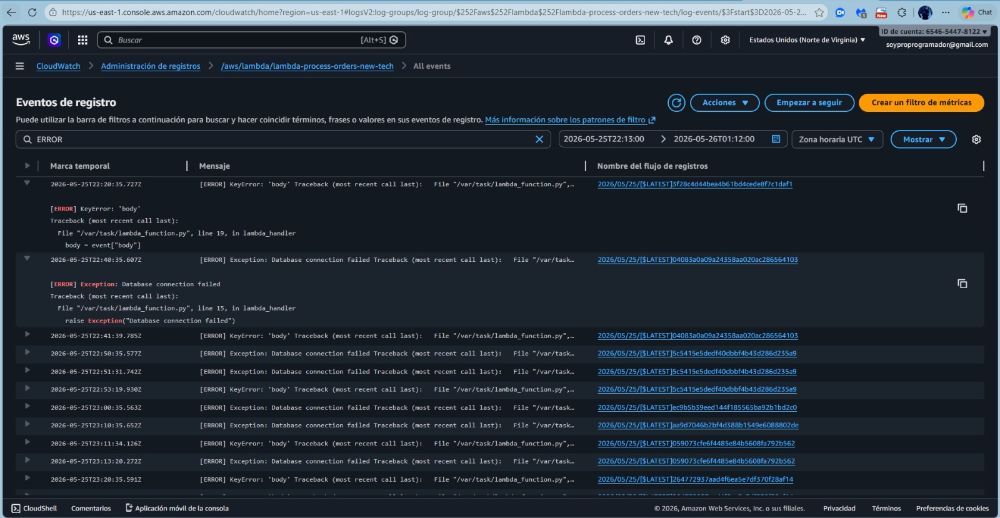 https://us-east-1.console.aws.amazon.com/cloudwatch/home?region=us-east-1#logsV2:log-groups/log-group/$252Faws$252Flambda$252Flambda-process-orders-new-tech/log-events/$3Fstart$3D2026-05-2...
1
New
Chat
aws
Buscar
[Alt+S]
Estados Unidos (Norte de Virginia)
ID de cuenta: 6546-5447-8122
soyproprogramador@gmail.com
CloudWatch
Administración de registros
/aws/lambda/lambda-process-orders-new-tech
All events
Eventos de registro
Acciones
Empezar a seguir
Crear un filtro de métricas
Puede utilizar la barra de filtros a continuación para buscar y hacer coincidir términos, frases o valores en sus eventos de registro. Más información sobre los patrones de filtro
ERROR
2026-05-25T22:13:00
2026-05-26T01:12:00
Zona horaria UTC
Mostrar
Marca temporal
Mensaje
Nombre del flujo de registros
2026-05-25T22:20:35.727Z [ERROR] KeyError: 'body' Traceback (most recent call last): File "/var/task/lambda_function.py",… 2026/05/25/[$LATEST]3f28c4d44bea4b61bd4cede8f7c1daf1
[ERROR] KeyError: 'body'
Traceback (most recent call last):
File "/var/task/lambda_function.py", line 19, in lambda_handler
body = event["body"]
2026-05-25T22:40:35.607Z [ERROR] Exception: Database connection failed Traceback (most recent call last): File "/var/task… 2026/05/25/[$LATEST]04083a0a09a24358aa020ac286564103
[ERROR] Exception: Database connection failed
Traceback (most recent call last):
File "/var/task/lambda_function.py", line 15, in lambda_handler
raise Exception("Database connection failed")
2026-05-25T22:41:39.785Z [ERROR] KeyError: 'body' Traceback (most recent call last): File "/var/task/lambda_function.py",… 2026/05/25/[$LATEST]04083a0a09a24358aa020ac286564103
2026-05-25T22:50:35.577Z [ERROR] Exception: Database connection failed Traceback (most recent call last): File "/var/task… 2026/05/25/[$LATEST]5c5415e5dedf40dbbf4b43d286d235a9
2026-05-25T22:51:31.742Z [ERROR] Exception: Database connection failed Traceback (most recent call last): File "/var/task… 2026/05/25/[$LATEST]5c5415e5dedf40dbbf4b43d286d235a9
2026-05-25T22:53:19.930Z [ERROR] KeyError: 'body' Traceback (most recent call last): File "/var/task/lambda_function.py",… 2026/05/25/[$LATEST]5c5415e5dedf40dbbf4b43d286d235a9
2026-05-25T23:00:35.563Z [ERROR] Exception: Database connection failed Traceback (most recent call last): File "/var/task… 2026/05/25/[$LATEST]ec9b5b39eed144f185565ba92b1bd2c0
2026-05-25T23:10:35.652Z [ERROR] Exception: Database connection failed Traceback (most recent call last): File "/var/task… 2026/05/25/[$LATEST]aa9d7046b2bf4d388b1549e6088802de
2026-05-25T23:11:34.126Z [ERROR] KeyError: 'body' Traceback (most recent call last): File "/var/task/lambda_function.py",… 2026/05/25/[$LATEST]059073cfe6f4485e84b5608fa792b562
2026-05-25T23:13:20.272Z [ERROR] Exception: Database connection failed Traceback (most recent call last): File "/var/task… 2026/05/25/[$LATEST]059073cfe6f4485e84b5608fa792b562
2026-05-25T23:20:35.591Z [ERROR] KeyError: 'body' Traceback (most recent call last): File "/var/task/lambda_function.py",… 2026/05/25/[$LATEST]264772937aad4f6ea5e7df370f28af14
CloudShell
Comentarios
Aplicación móvil de la consola
© 2026, Amazon Web Services, Inc. o sus filiales.
Privacidad
Términos
Preferencias de cookies